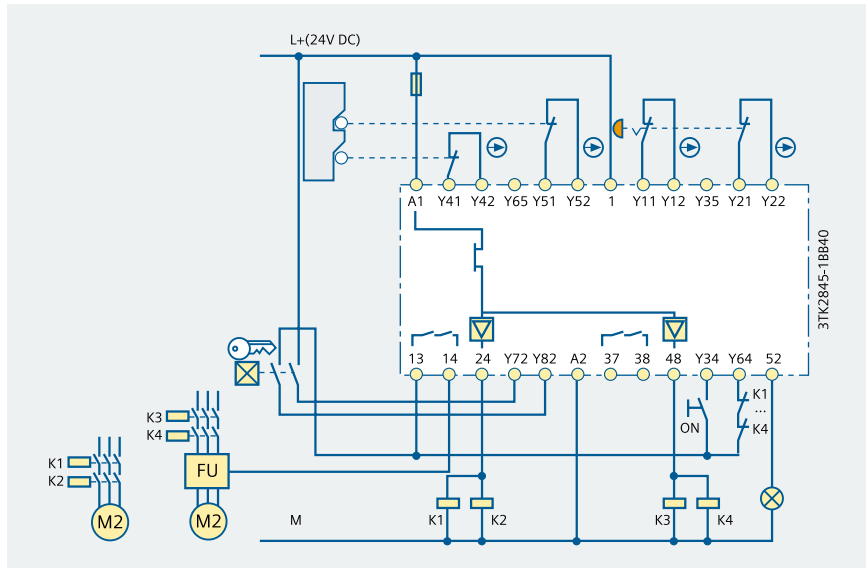 L+(24V DC)
A1 Y41 Y42 Y65 Y51 Y52 1 Y11 Y12 Y35 Y21 Y22
3TK2845-1BB40
13 14 24 Y72 Y82 A2 37 38 48 Y34 Y64 52
K1
...
K4
ON
K3
K4
K1
K2
FU
M2
M2
M
K1 K2 K3 K4